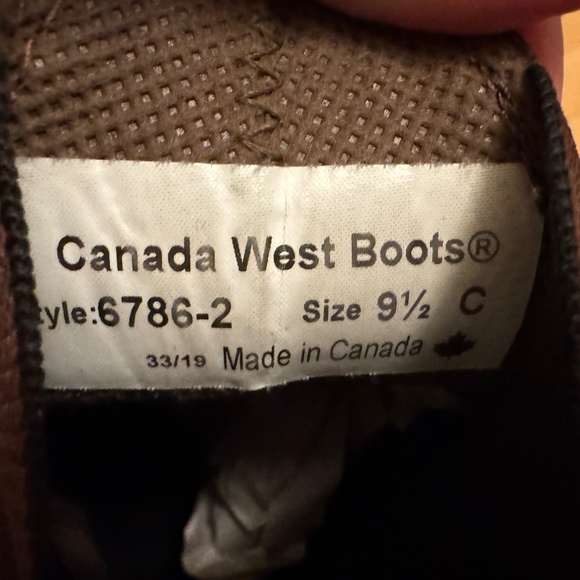 Canada West Boots®
tyle:6786-2 Size 9½ C
33/19 Made in Canada